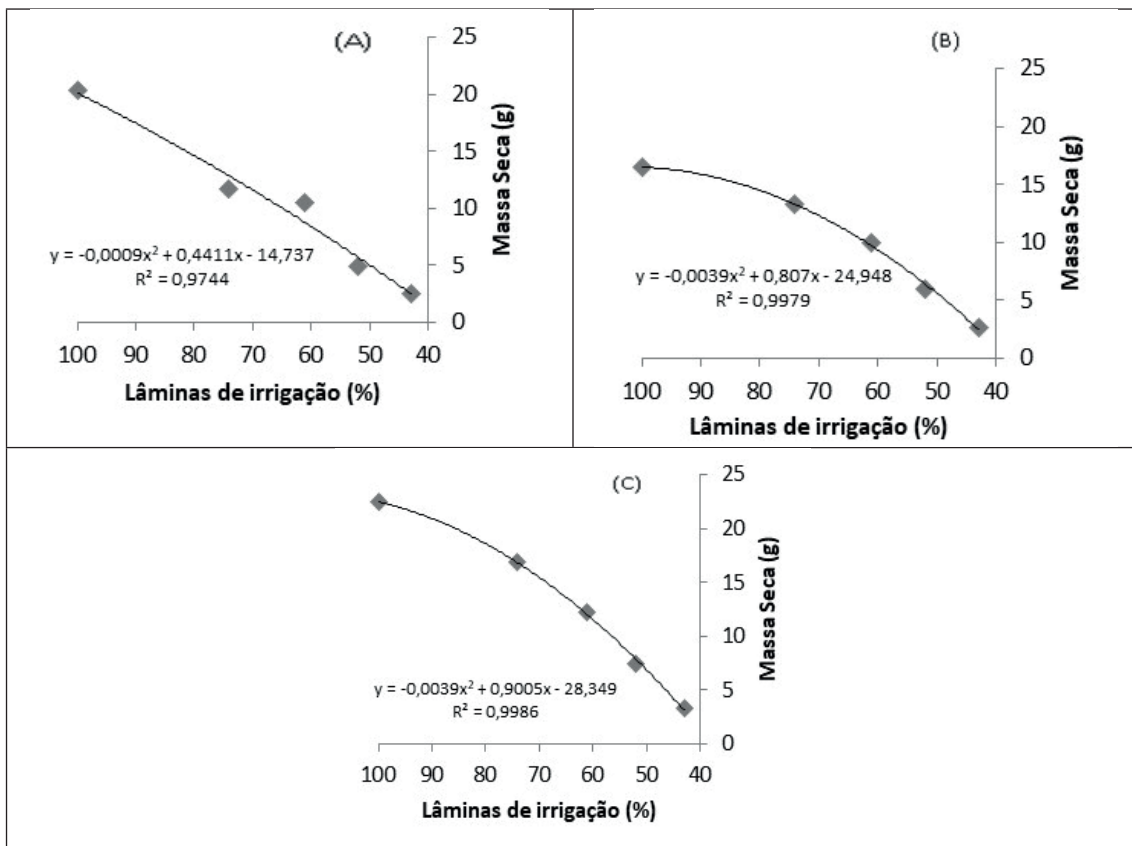 (A)
25
20
15
10
5
0
Massa Seca (g)
y = -0,0009x² + 0,4411x - 14,737
R² = 0,9744
100 90 80 70 60 50 40
Lâminas de irrigação (%)
(B)
25
20
15
10
5
0
Massa Seca (g)
y = -0,0039x² + 0,807x - 24,948
R² = 0,9979
100 90 80 70 60 50 40
Lâminas de irrigação (%)
(C)
25
20
15
10
5
0
Massa Seca (g)
y = -0,0039x² + 0,9005x - 28,349
R² = 0,9986
100 90 80 70 60 50 40
Lâminas de irrigação (%)